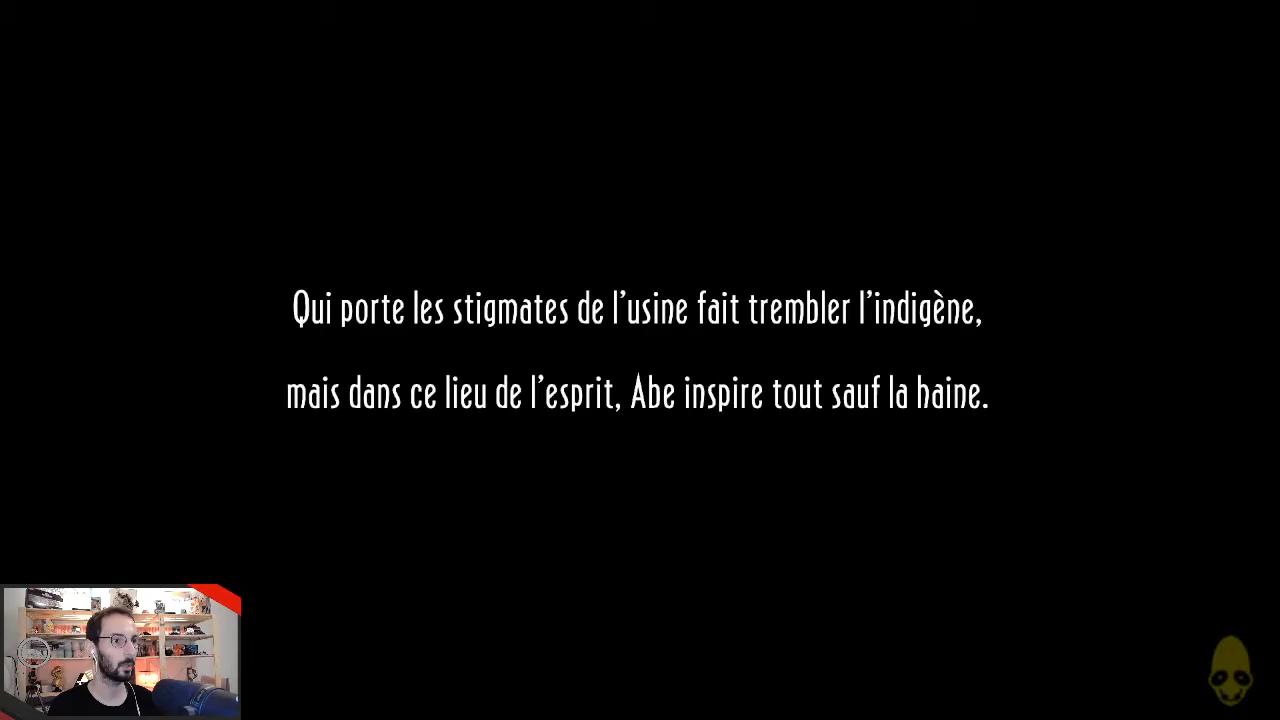 Qui porte les stigmates de l'usine fait trembler l'indigène,
mais dans ce lieu de l'esprit, Abe inspire tout sauf la haine.